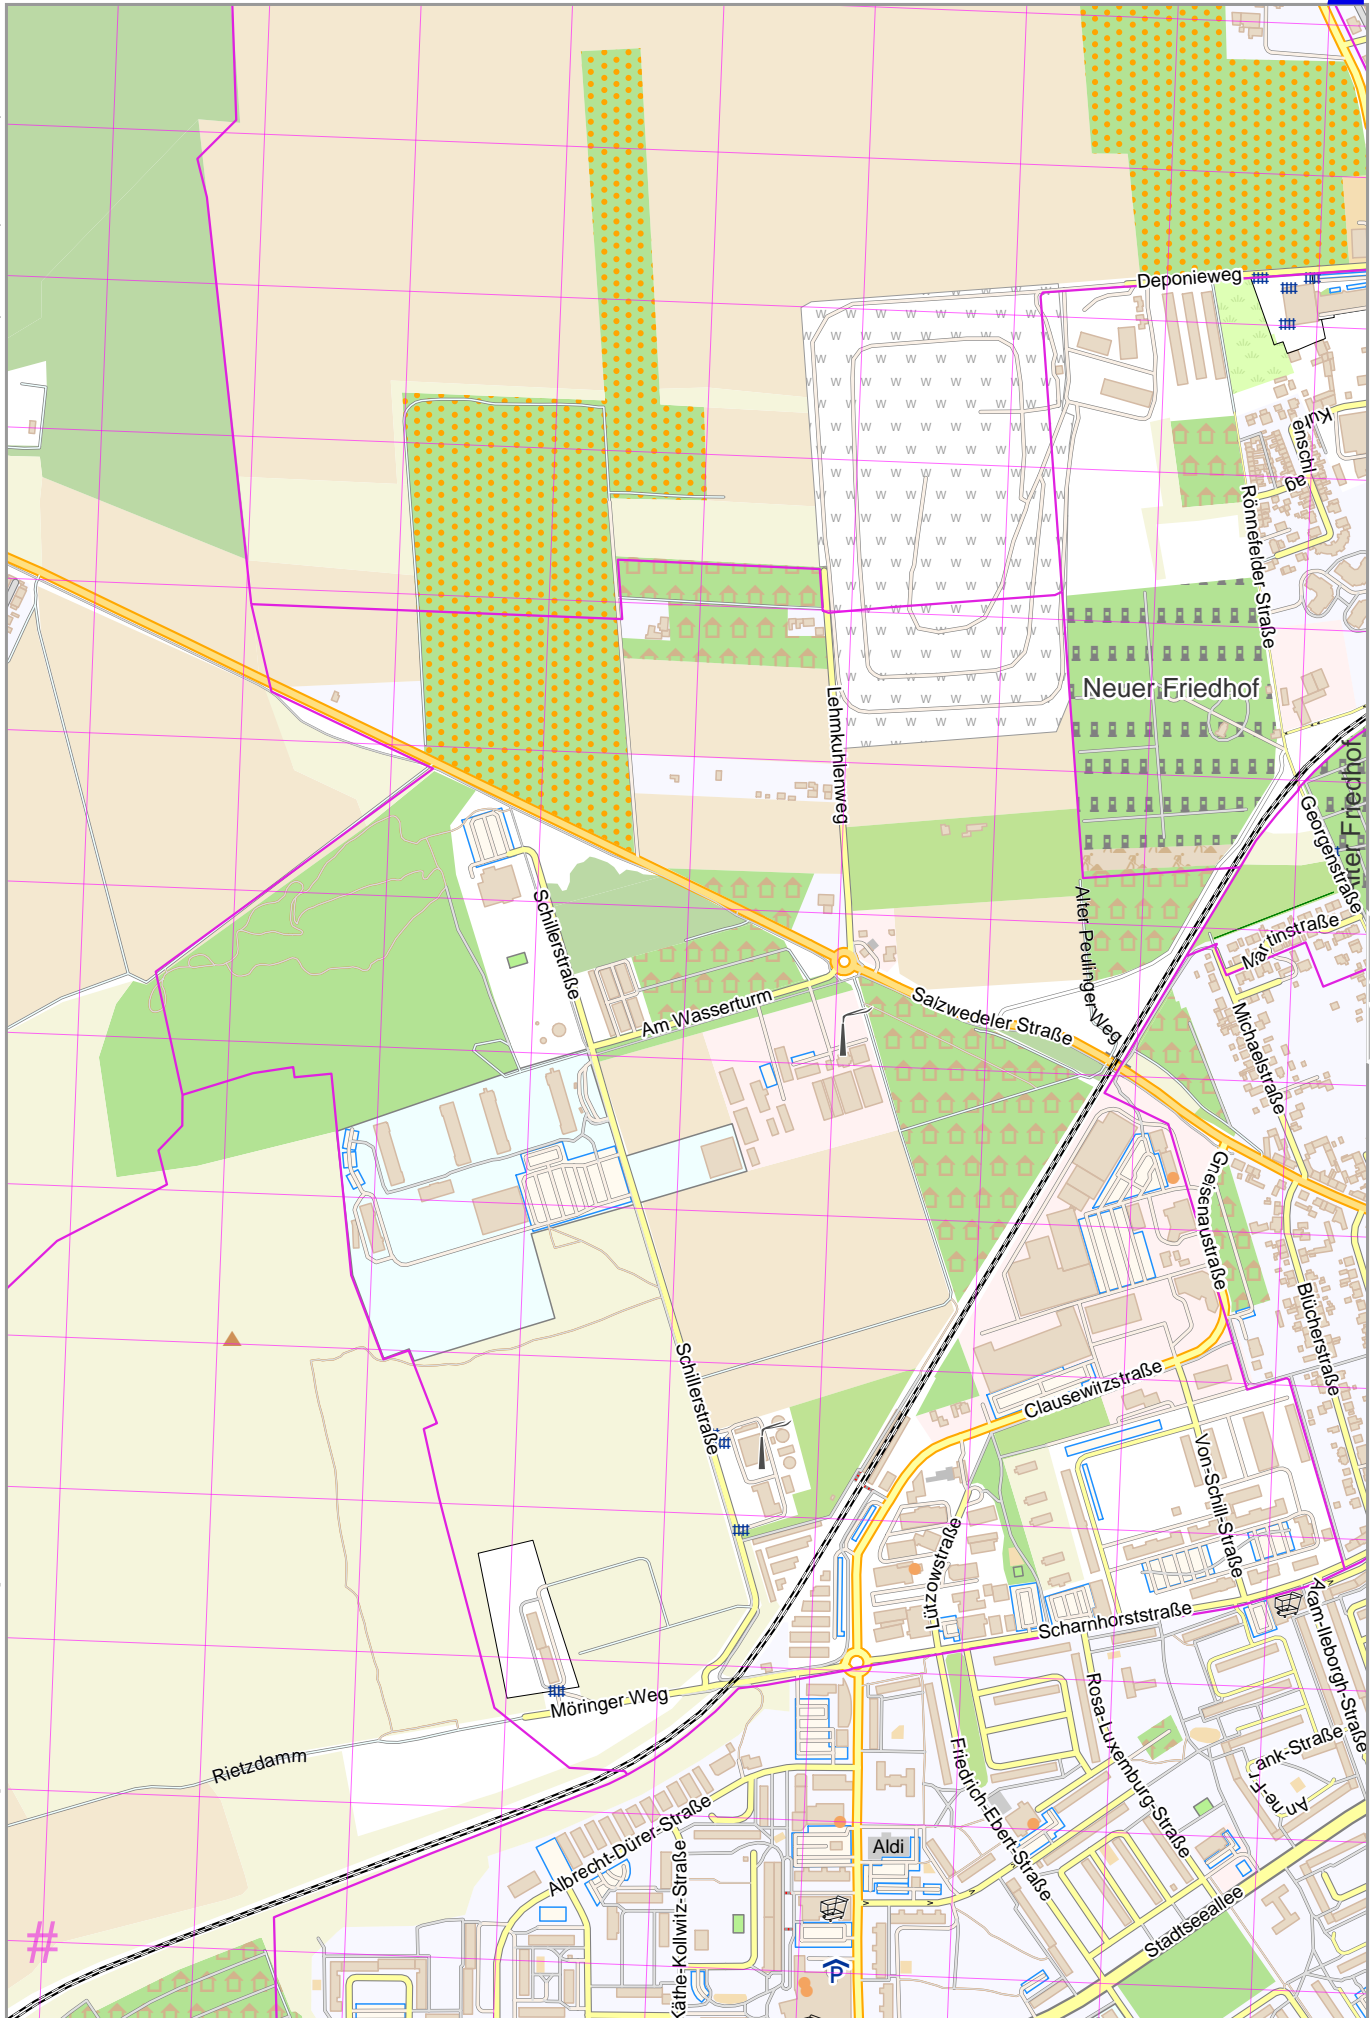 Deponieweg
Kuhlenschlag
Rönnefelder Straße
Neuer Friedhof
Lehmkuhlenweg
Georgenstraße
Alter Peulinger Weg
Martinstraße
Schillerstraße
Am Wasserturm
Salzwedeler Straße
Michaelstraße
Gneisenaustraße
Blücherstraße
Schillerstraße
Clausewitzstraße
Von-Schill-Straße
Lützowstraße
Scharnhorststraße
Möringer Weg
Rietzdamm
Rosa-Luxemburg-Straße
Friedrich-Ebert-Straße
Albrecht-Dürer-Straße
Käthe-Kollwitz-Straße
Aldi
Stadtseeallee
P
#